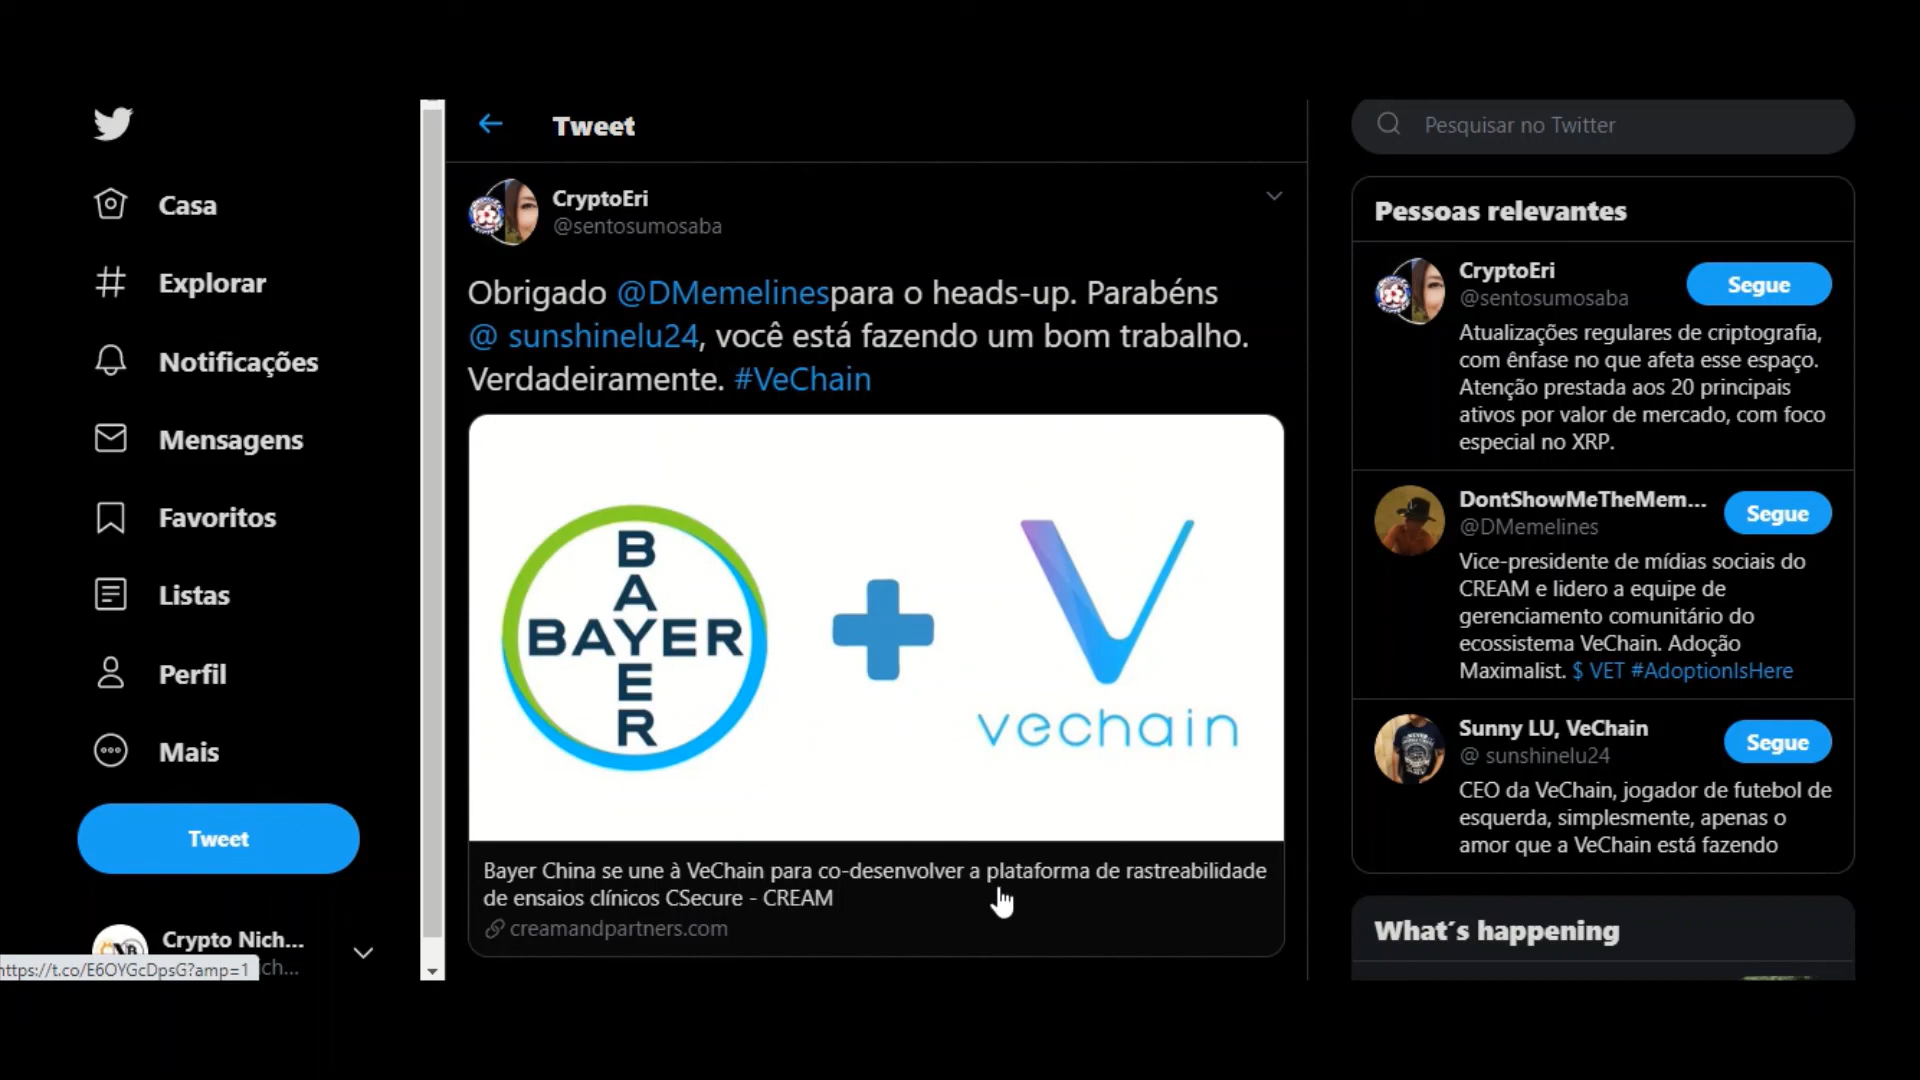 Tweet
Pesquisar no Twitter
Casa
Explorar
Notificações
Mensagens
Favoritos
Listas
Perfil
Mais
Tweet
Crypto Nich...
ch...
https://t.co/E6OYGcDpsG?amp=1
CryptoEri
@sentosumosaba
Obrigado @DMemelinespara o heads-up. Parabéns
@ sunshinelu24, você está fazendo um bom trabalho.
Verdadeiramente. #VeChain
BAYER
BAYER
vechain
Bayer China se une à VeChain para co-desenvolver a plataforma de rastreabilidade
de ensaios clínicos CSecure - CREAM
creamandpartners.com
Pessoas relevantes
CryptoEri
@sentosumosaba
Segue
Atualizações regulares de criptografia,
com ênfase no que afeta esse espaço.
Atenção prestada aos 20 principais
ativos por valor de mercado, com foco
especial no XRP.
DontShowMeTheMem...
@DMemelines
Segue
Vice-presidente de mídias sociais do
CREAM e lidero a equipe de
gerenciamento comunitário do
ecossistema VeChain. Adoção
Maximalist. $ VET #AdoptionIsHere
Sunny LU, VeChain
@ sunshinelu24
Segue
CEO da VeChain, jogador de futebol de
esquerda, simplesmente, apenas o
amor que a VeChain está fazendo
What´s happening